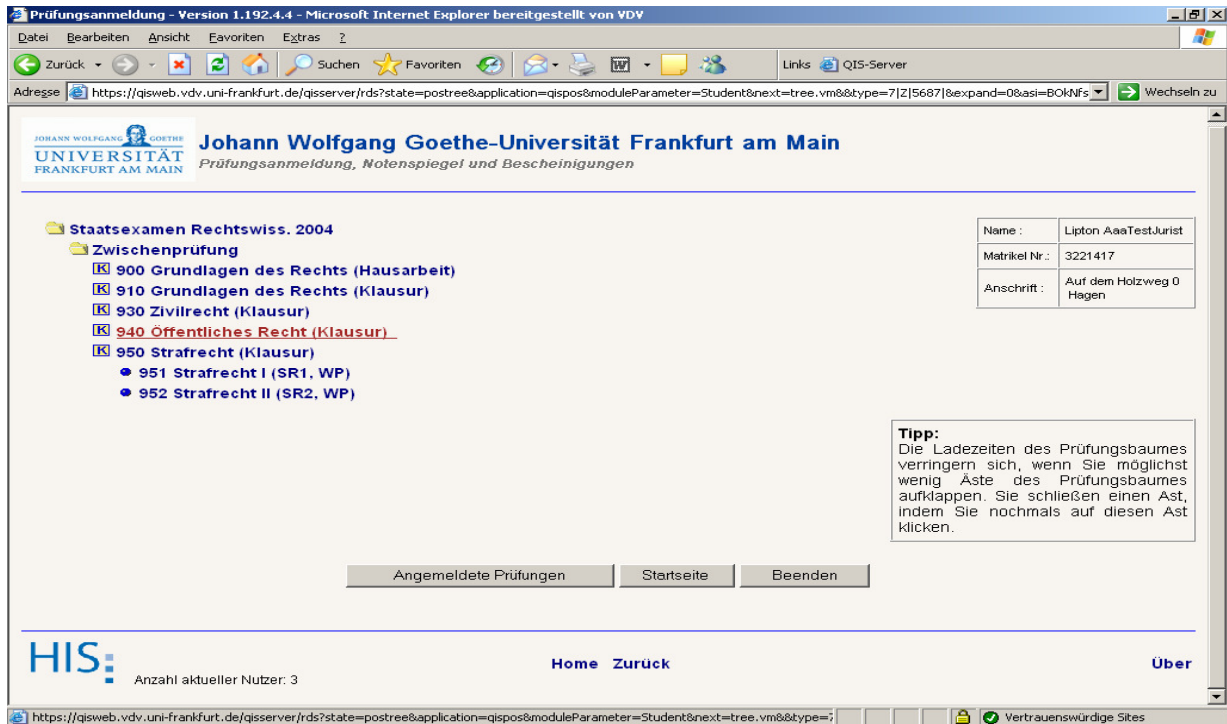 Prüfungsanmeldung - Version 1.192.4.4 - Microsoft Internet Explorer bereitgestellt von VDV
Datei Bearbeiten Ansicht Favoriten Extras ?
Zurück Suchen Favoriten Links QIS-Server
Adresse https://qisweb.vdv.uni-frankfurt.de/qisserver/rds?state=postree&application=qispos&moduleParameter=Student&next=tree.vm&&type=7|Z|5687|&expand=0&asi=BOkNfs Wechseln zu
JOHANN WOLFGANG GOETHE
UNIVERSITÄT
FRANKFURT AM MAIN
Johann Wolfgang Goethe-Universität Frankfurt am Main
Prüfungsanmeldung, Notenspiegel und Bescheinigungen
Staatsexamen Rechtswiss. 2004
Zwischenprüfung
K 900 Grundlagen des Rechts (Hausarbeit)
K 910 Grundlagen des Rechts (Klausur)
K 930 Zivilrecht (Klausur)
K 940 Öffentliches Recht (Klausur)
K 950 Strafrecht (Klausur)
951 Strafrecht I (SR1, WP)
952 Strafrecht II (SR2, WP)
Name : Lipton AaaTestJurist
Matrikel Nr.: 3221417
Anschrift : Auf dem Holzweg 0
Hagen
Tipp:
Die Ladezeiten des Prüfungsbaumes
verringern sich, wenn Sie möglichst
wenig Äste des Prüfungsbaumes
aufklappen. Sie schließen einen Ast,
indem Sie nochmals auf diesen Ast
klicken.
Angemeldete Prüfungen Startseite Beenden
HIS:
Anzahl aktueller Nutzer: 3
Home Zurück
Über
https://qisweb.vdv.uni-frankfurt.de/qisserver/rds?state=postree&application=qispos&moduleParameter=Student&next=tree.vm&&type=7 Vertrauenswürdige Sites